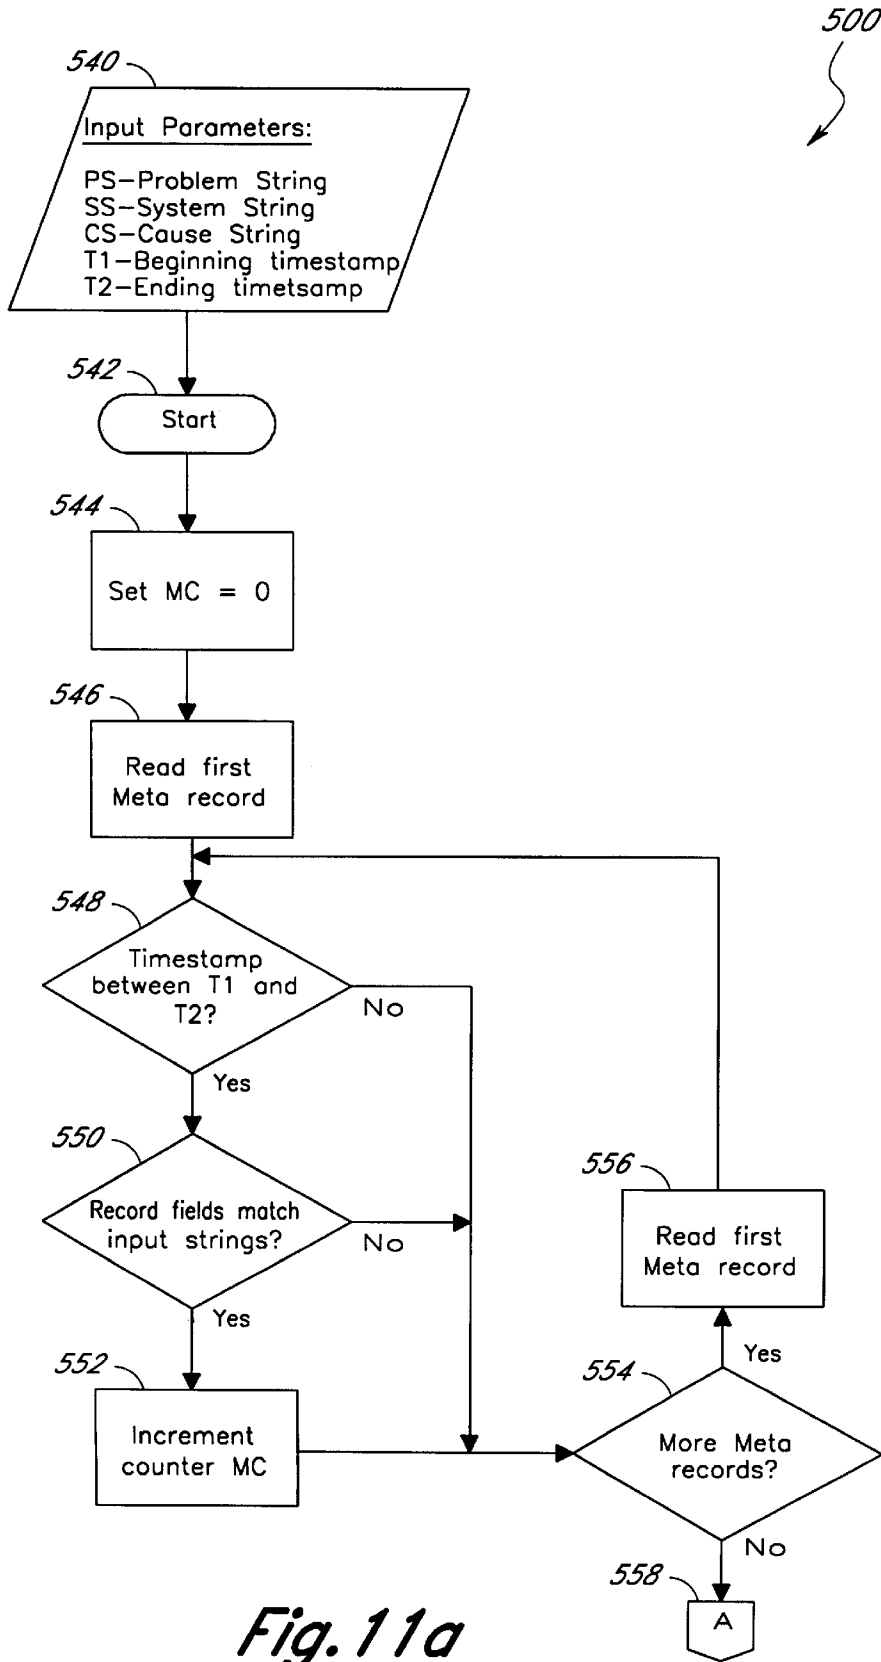 500
540
Input Parameters:
PS-Problem String
SS-System String
CS-Cause String
T1-Beginning timestamp
T2-Ending timetsamp
542
Start
544
Set MC = 0
546
Read first
Meta record
548
Timestamp
between T1 and
T2?
No
Yes
550
Record fields match
input strings?
No
Yes
552
Increment
counter MC
556
Read first
Meta record
Yes
554
More Meta
records?
No
558
A
Fig. 11a